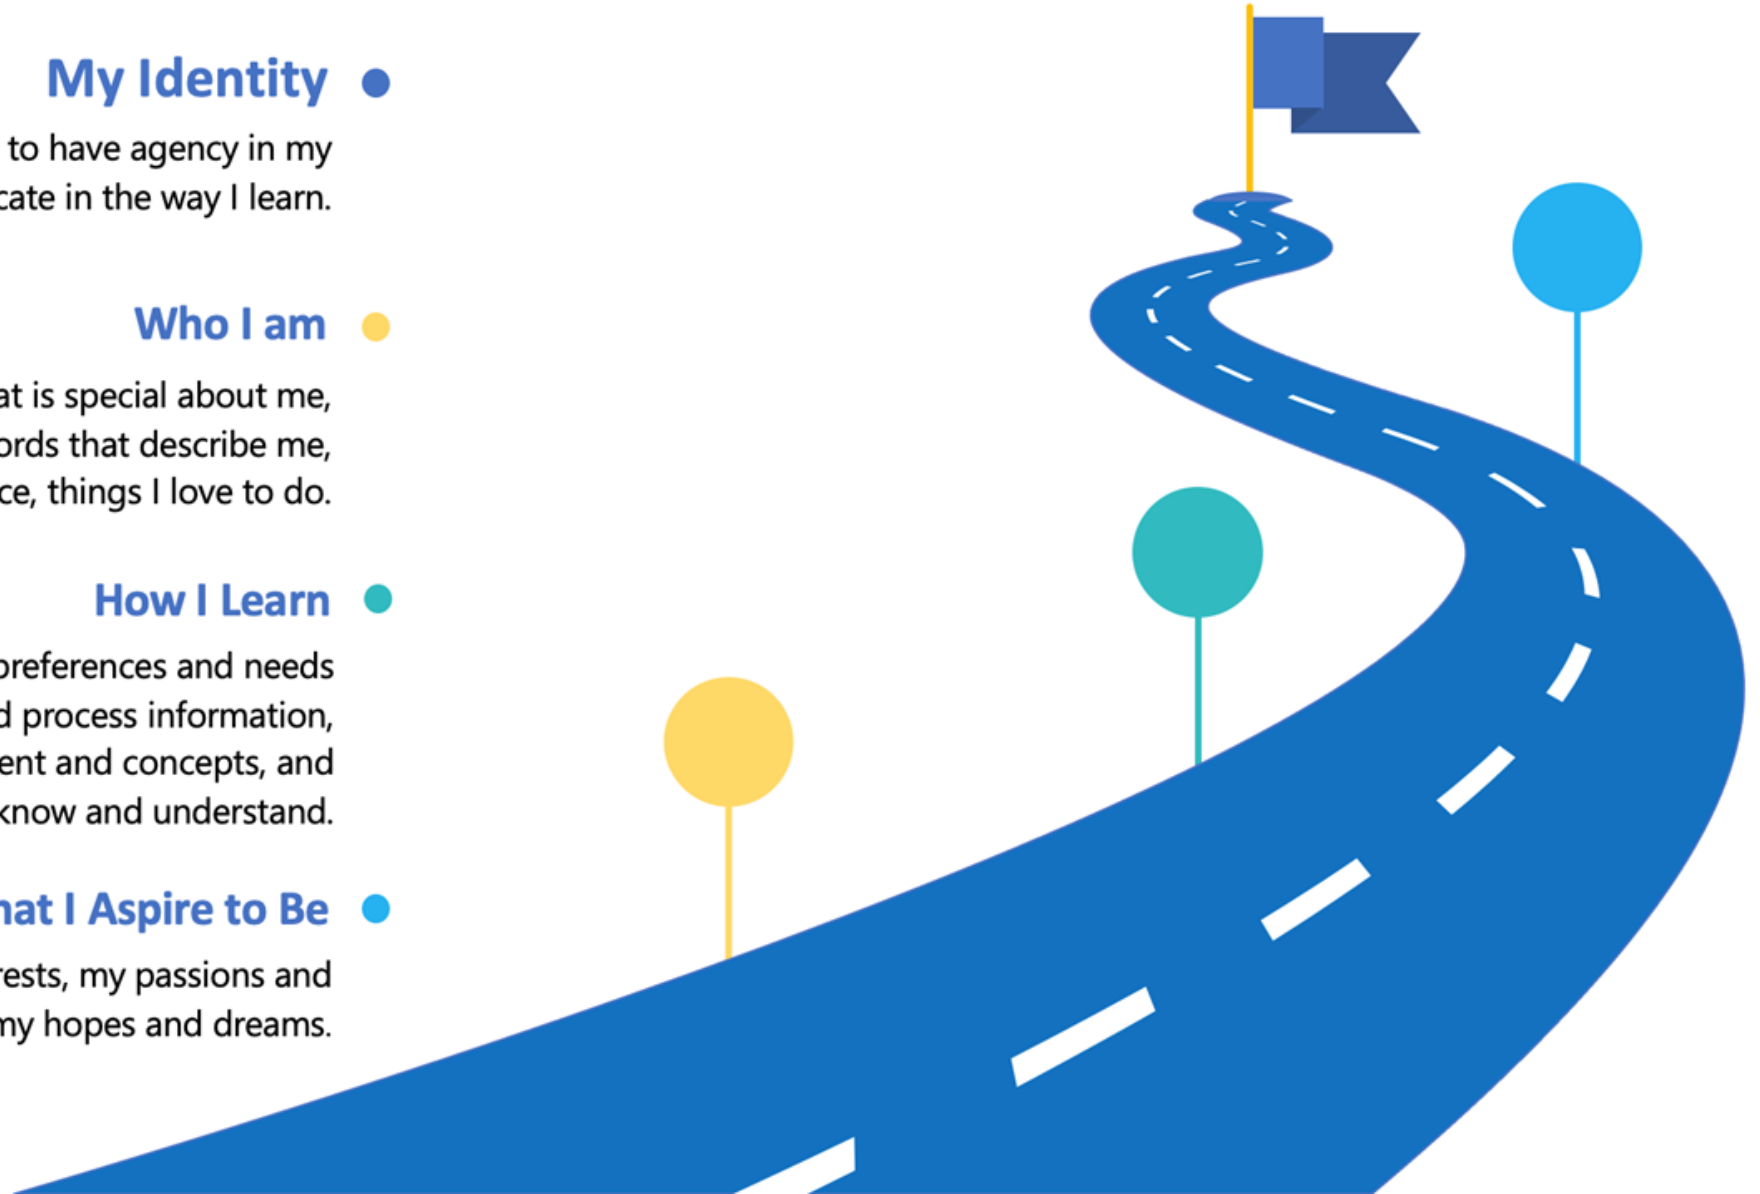 My Identity
to have agency in my
cate in the way I learn.
Who I am
at is special about me,
ords that describe me,
ce, things I love to do.
How I Learn
preferences and needs
d process information,
ent and concepts, and
know and understand.
hat I Aspire to Be
rests, my passions and
my hopes and dreams.